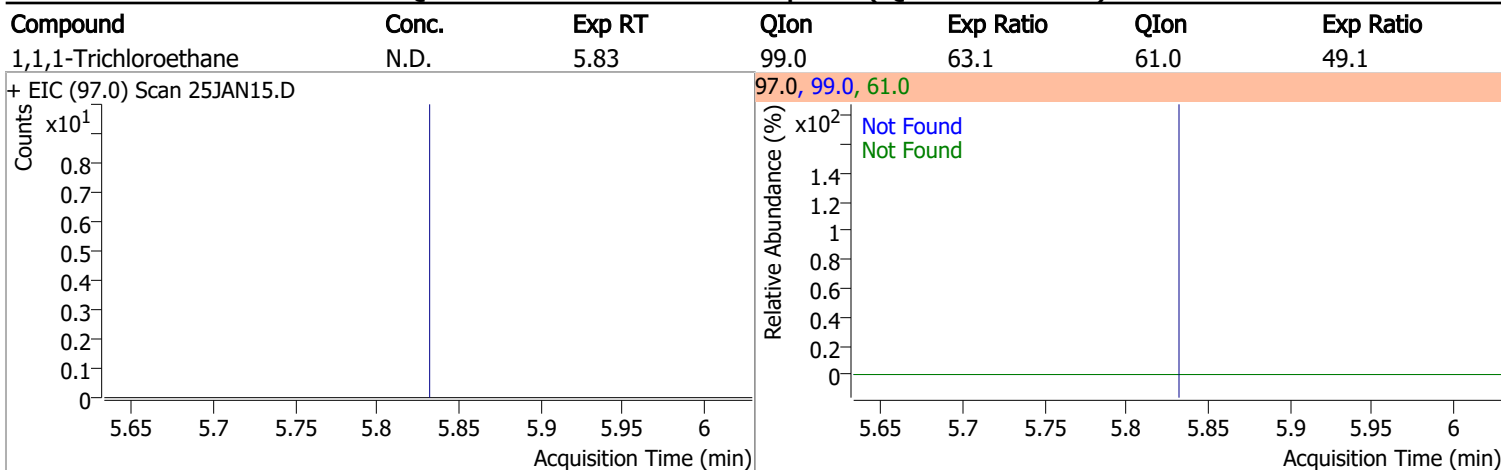 Compound Conc. Exp RT QIon Exp Ratio QIon Exp Ratio
1,1,1-Trichloroethane N.D. 5.83 99.0 63.1 61.0 49.1
+ EIC (97.0) Scan 25JAN15.D
Counts
x10¹
0.8
0.7
0.6
0.5
0.4
0.3
0.2
0.1
0
5.65 5.7 5.75 5.8 5.85 5.9 5.95 6
Acquisition Time (min)
97.0, 99.0, 61.0
Relative Abundance (%)
x10²
Not Found
Not Found
1.4
1.2
1
0.8
0.6
0.4
0.2
0
5.65 5.7 5.75 5.8 5.85 5.9 5.95 6
Acquisition Time (min)